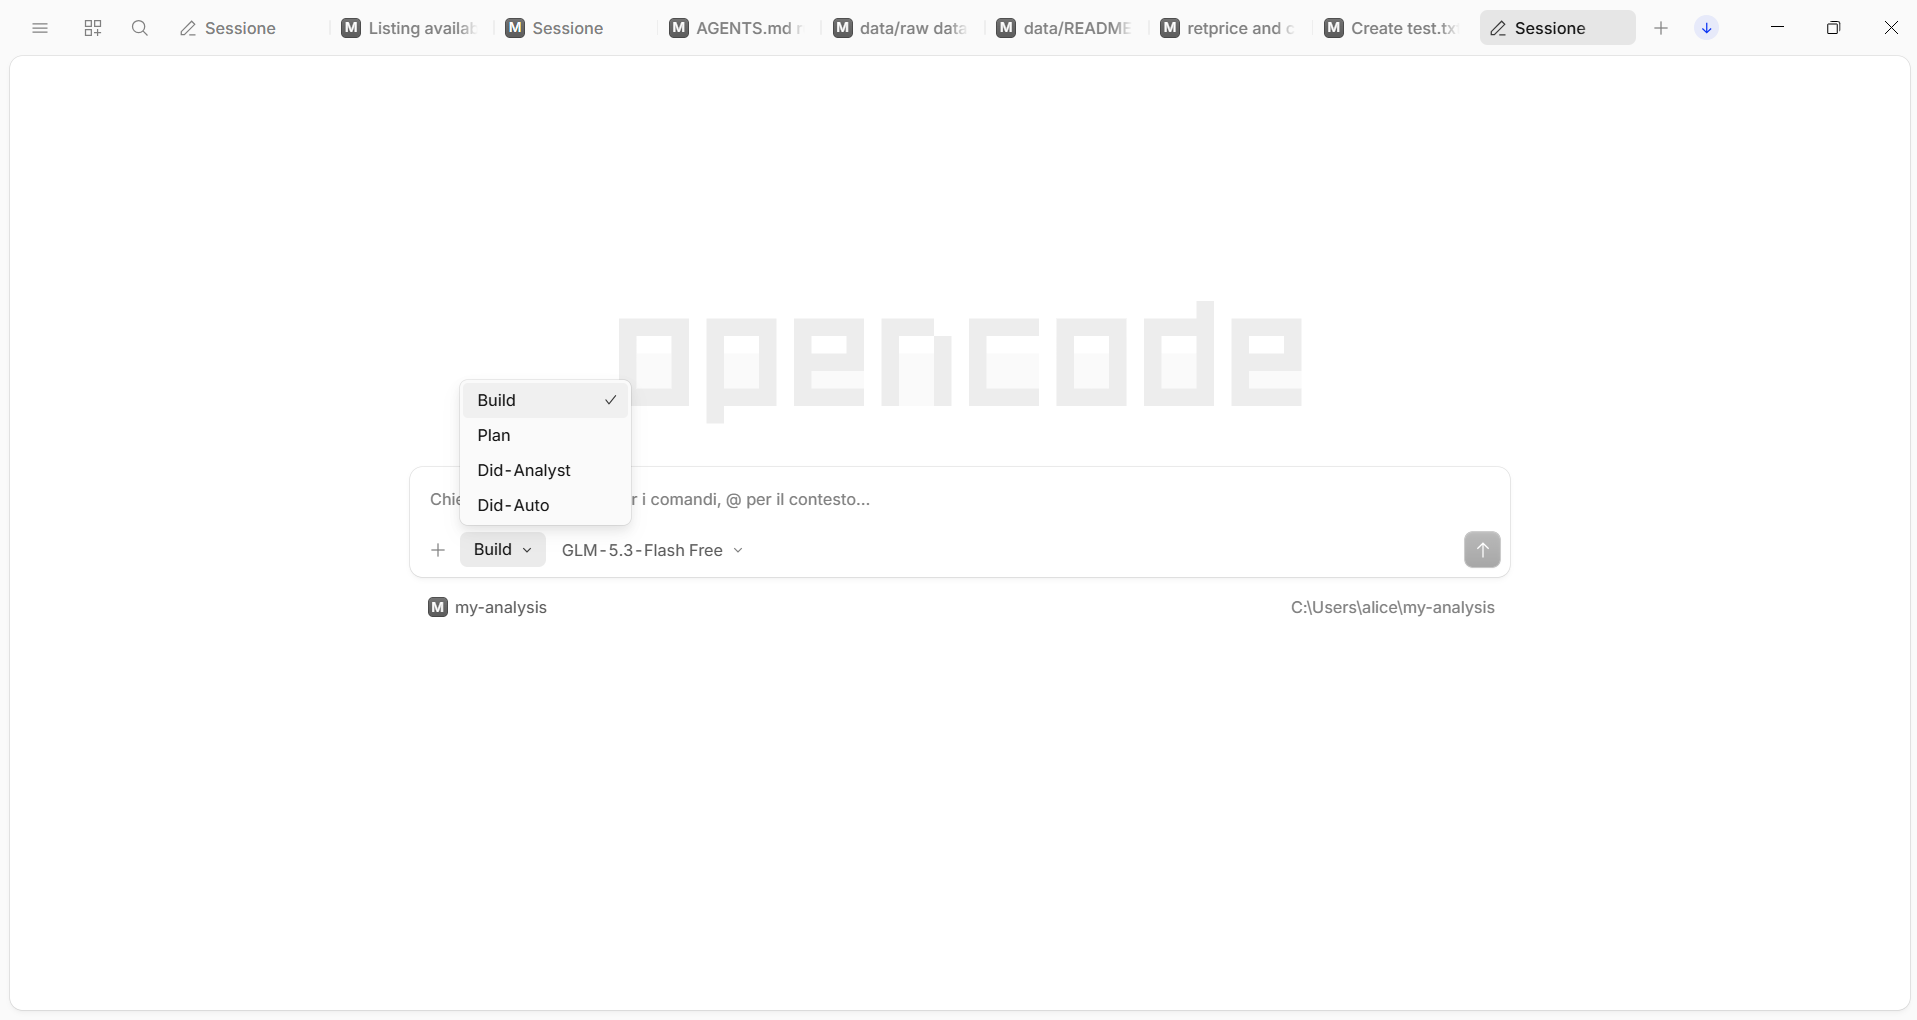 Sessione
M Listing availab
M Sessione
M AGENTS.md r
M data/raw data
M data/README
M retprice and c
M Create test.tx
Sessione
opencode
Build
Plan
Did-Analyst
Did-Auto
Chie r i comandi, @ per il contesto...
Build
GLM-5.3-Flash Free
M my-analysis
C:\Users\alice\my-analysis